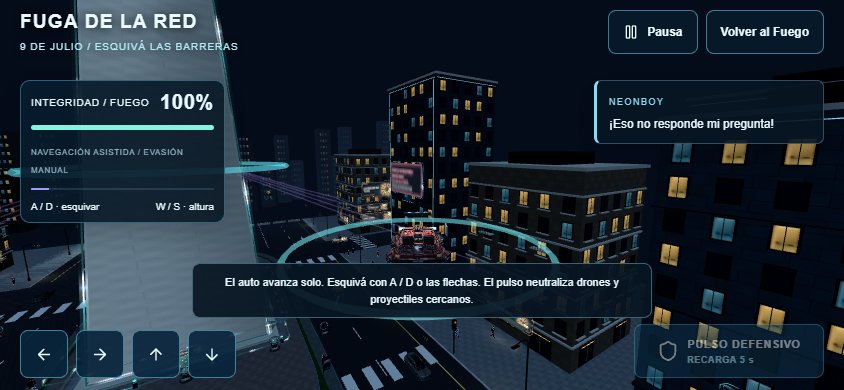 FUGA DE LA RED
9 DE JULIO / ESQUIVÁ LAS BARRERAS
Pausa
Volver al Fuego
INTEGRIDAD / FUEGO 100%
NAVEGACIÓN ASISTIDA / EVASIÓN
MANUAL
A / D · esquivar W / S · altura
NEONBOY
¡Eso no responde mi pregunta!
El auto avanza solo. Esquivá con A / D o las flechas. El pulso neutraliza drones y
proyectiles cercanos.
PULSO DEFENSIVO
RECARGA 5 s